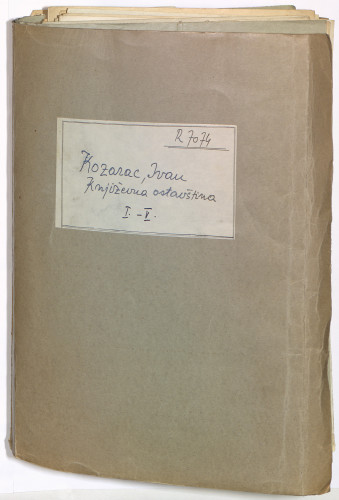 R 7074
Kozarac, Ivan
Književna ostavština
I. - V.